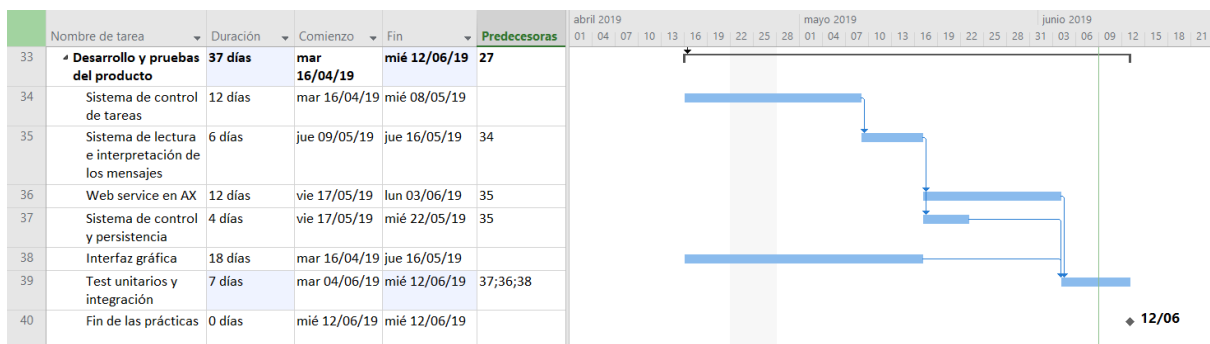 abril 2019 mayo 2019 junio 2019
Nombre de tarea Duración Comienzo Fin Predecesoras 01 04 07 10 13 16 19 22 25 28 01 04 07 10 13 16 19 22 25 28 31 03 06 09 12 15 18 21
33 Desarrollo y pruebas 37 días mar mié 12/06/19 27
del producto 16/04/19
34 Sistema de control 12 días mar 16/04/19 mié 08/05/19
de tareas
35 Sistema de lectura 6 días jue 09/05/19 jue 16/05/19 34
e interpretación de
los mensajes
36 Web service en AX 12 días vie 17/05/19 lun 03/06/19 35
37 Sistema de control 4 días vie 17/05/19 mié 22/05/19 35
y persistencia
38 Interfaz gráfica 18 días mar 16/04/19 jue 16/05/19
39 Test unitarios y 7 días mar 04/06/19 mié 12/06/19 37;36;38
integración
40 Fin de las prácticas 0 días mié 12/06/19 mié 12/06/19 12/06